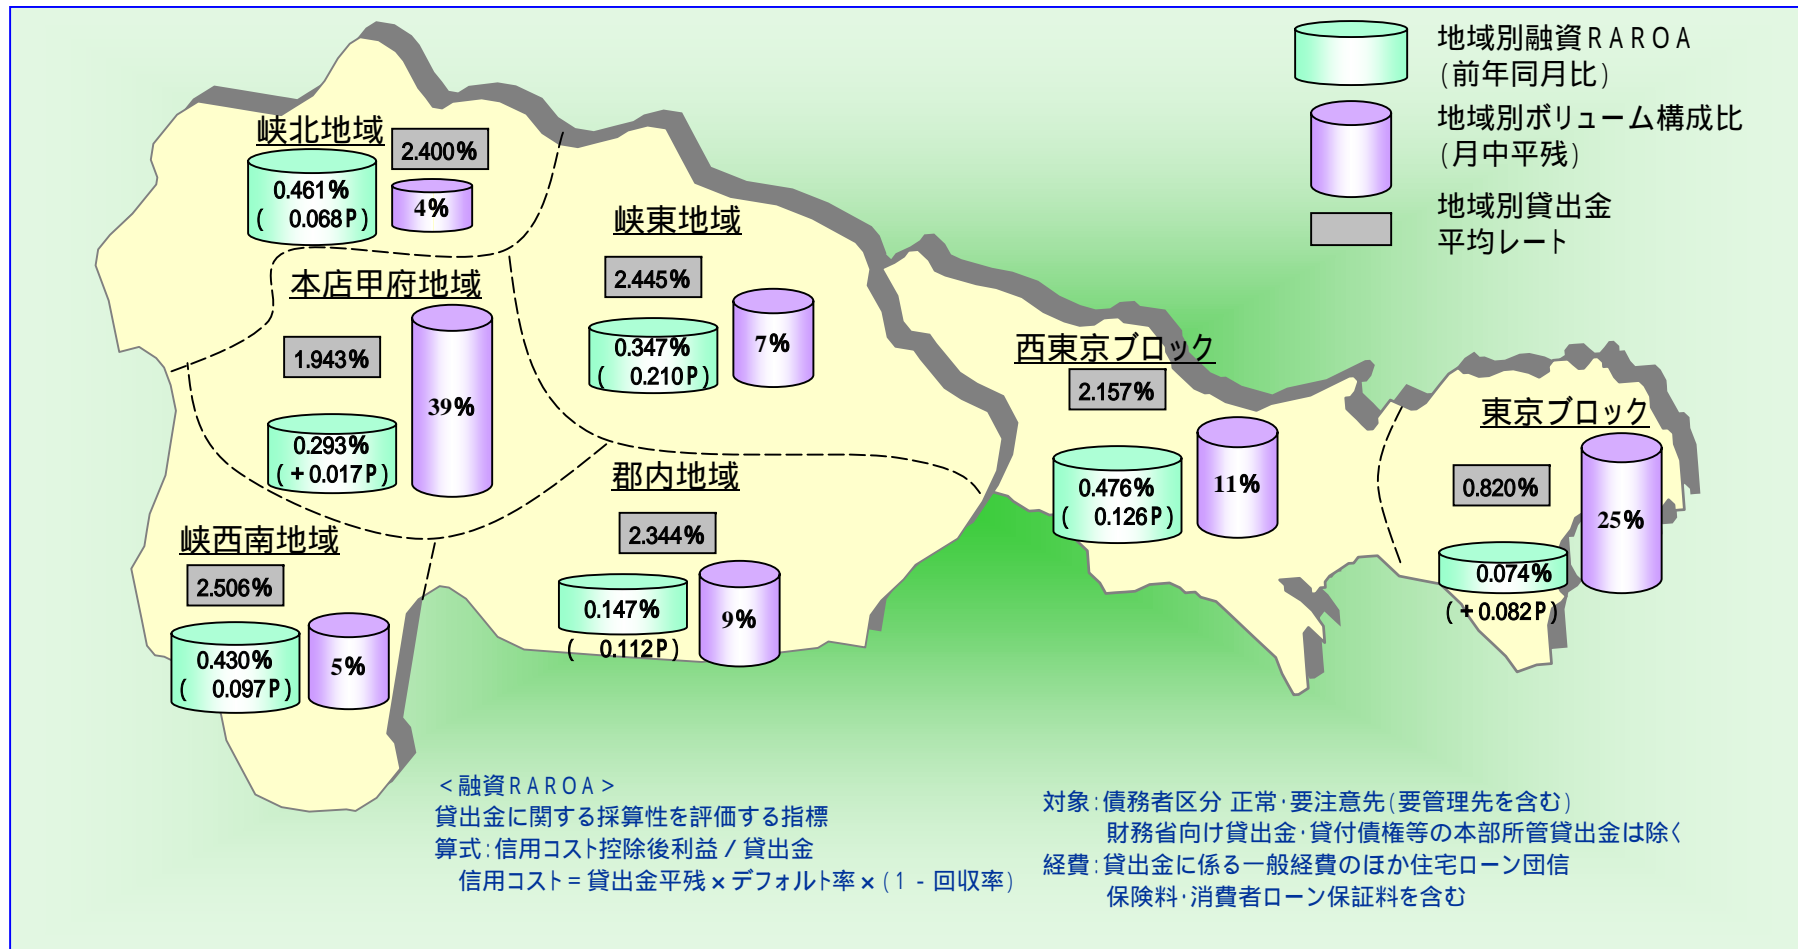 地域別融資RAROA
(前年同月比)
地域別ボリューム構成比
(月中平残)
地域別貸出金
平均レート
峡北地域
2.400%
0.461%
( 0.068P)
4%
峡東地域
2.445%
0.347%
( 0.210P)
7%
本店甲府地域
1.943%
39%
0.293%
(+0.017P)
西東京ブロック
2.157%
0.476%
( 0.126P)
11%
東京ブロック
0.820%
25%
0.074%
(+0.082P)
郡内地域
2.344%
0.147%
( 0.112P)
9%
峡西南地域
2.506%
0.430%
( 0.097P)
5%
<融資RAROA>
貸出金に関する採算性を評価する指標
算式:信用コスト控除後利益/貸出金
信用コスト=貸出金平残×デフォルト率×(1-回収率)
対象:債務者区分 正常・要注意先(要管理先を含む)
財務省向け貸出金・貸付債権等の本部所管貸出金は除く
経費:貸出金に係る一般経費のほか住宅ローン団信
保険料・消費者ローン保証料を含む